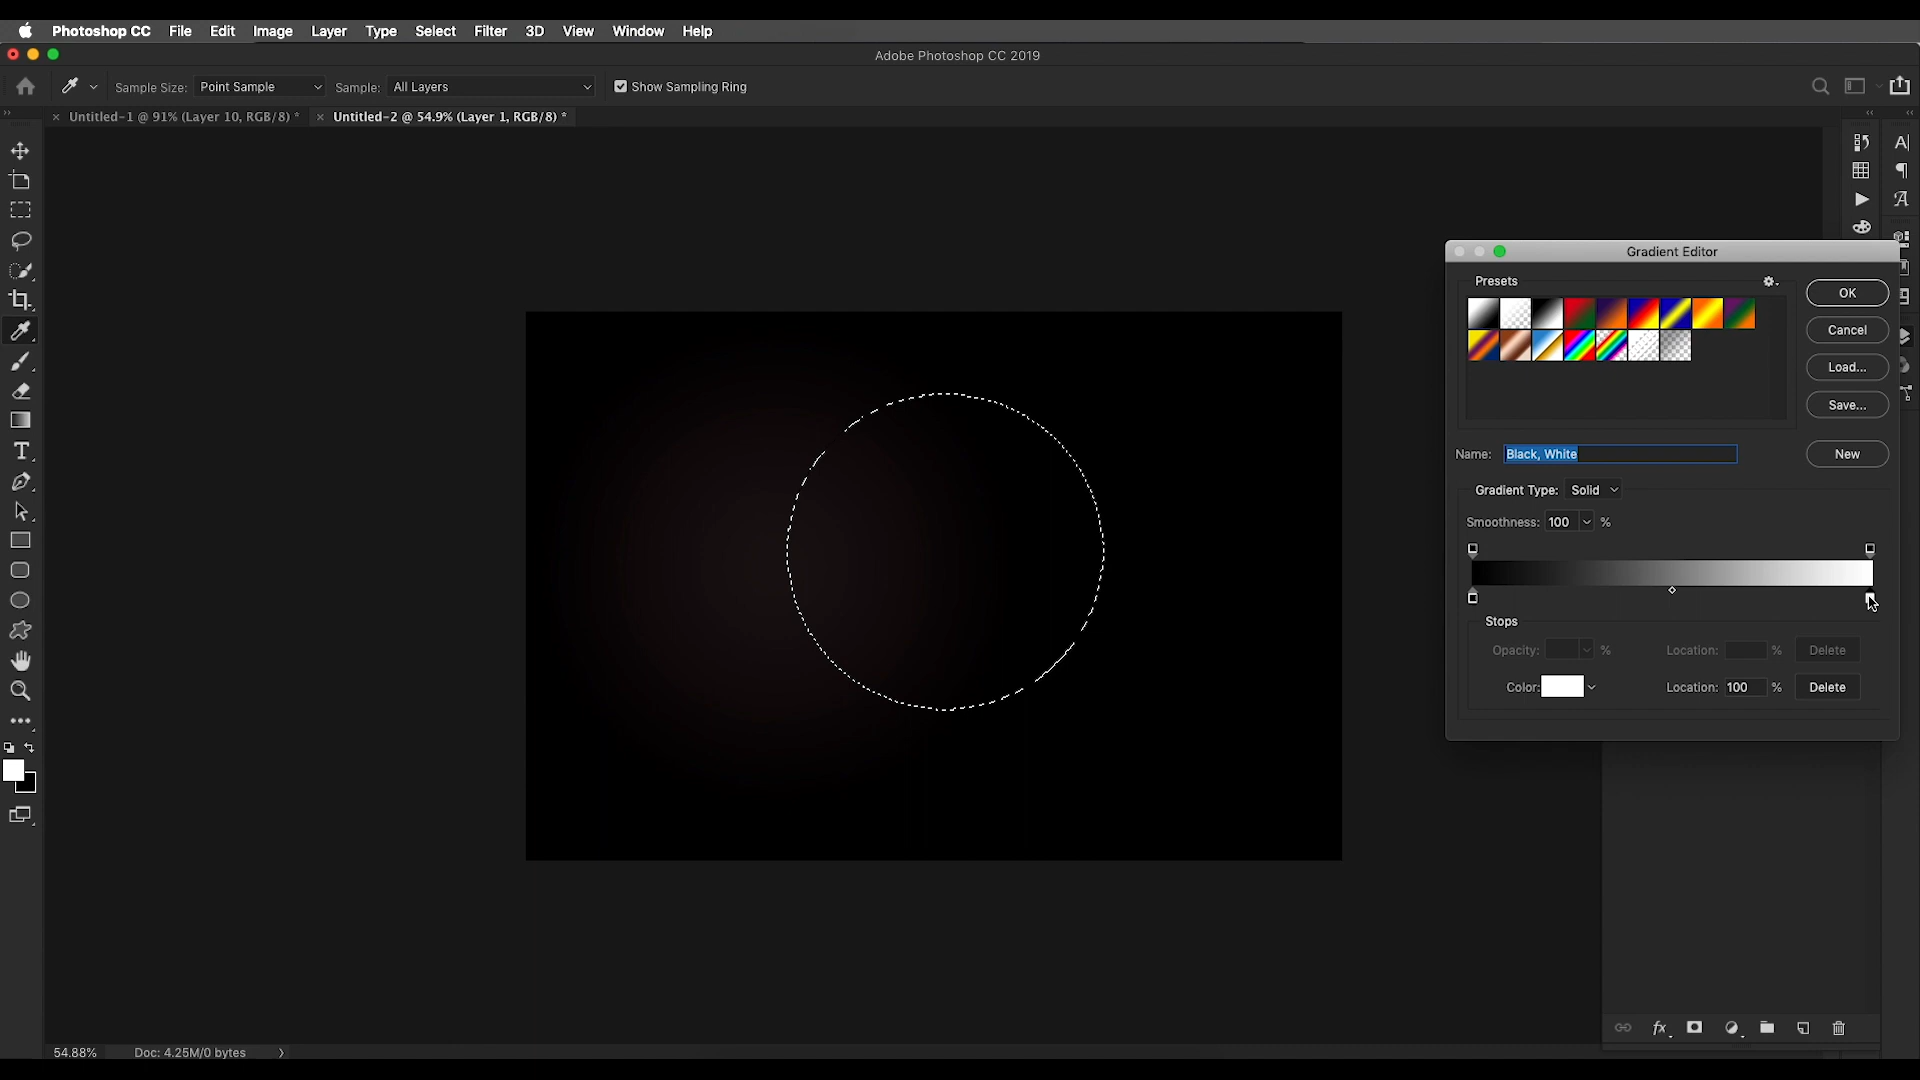 Photoshop CC File Edit Image Layer Type Select Filter 3D View Window Help
Adobe Photoshop CC 2019
Sample Size: Point Sample Sample: All Layers Show Sampling Ring
× Untitled-1 @ 91% (Layer 10, RGB/8) * × Untitled-2 @ 54.9% (Layer 1, RGB/8) *
Gradient Editor
Presets
OK
Cancel
Load...
Save...
Name: Black, White New
Gradient Type: Solid
Smoothness: 100 %
Stops
Opacity: % Location: % Delete
Color: Location: 100 % Delete
fx
54.88% Doc: 4.25M/0 bytes